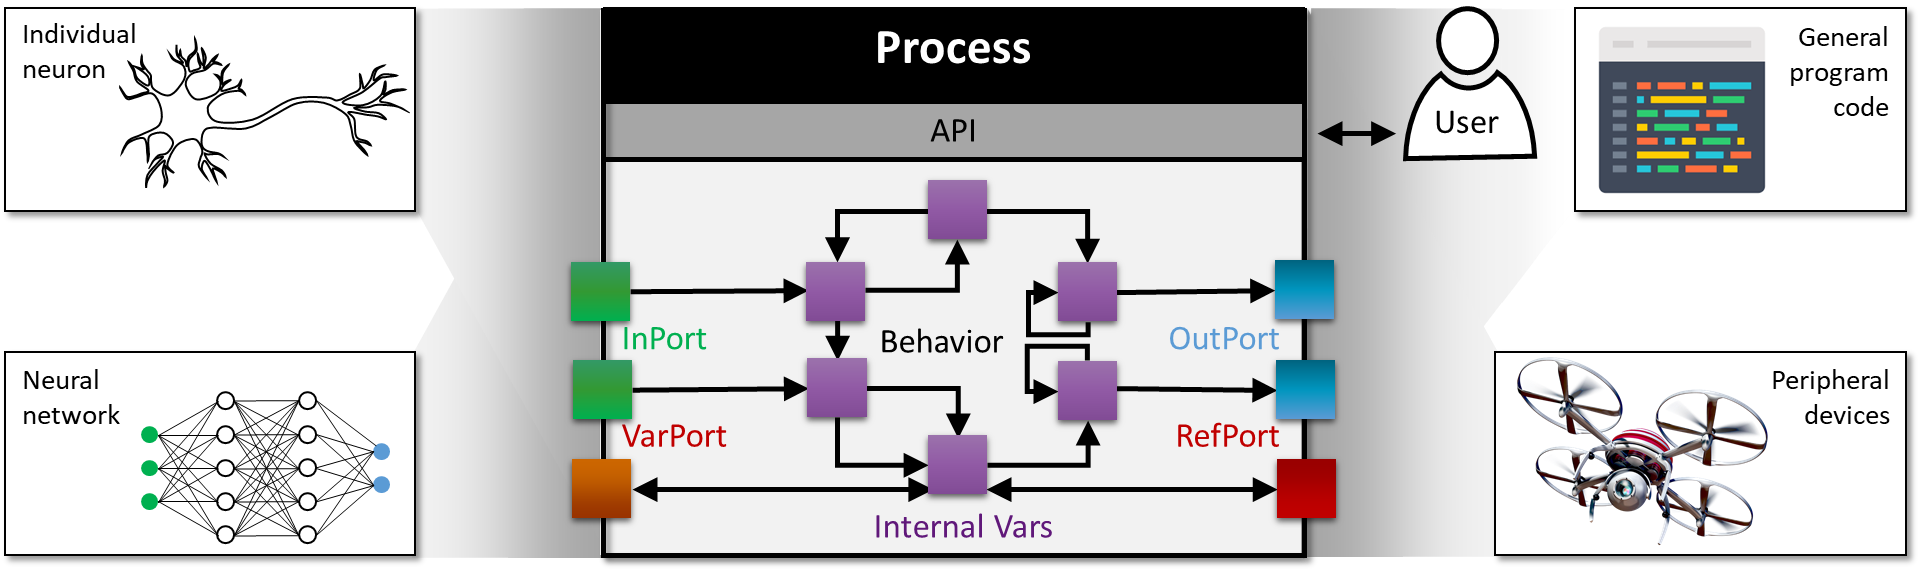 Individual
neuron
Process
API
User
General
program
code
InPort
Behavior
OutPort
VarPort
RefPort
Internal Vars
Neural
network
Peripheral
devices